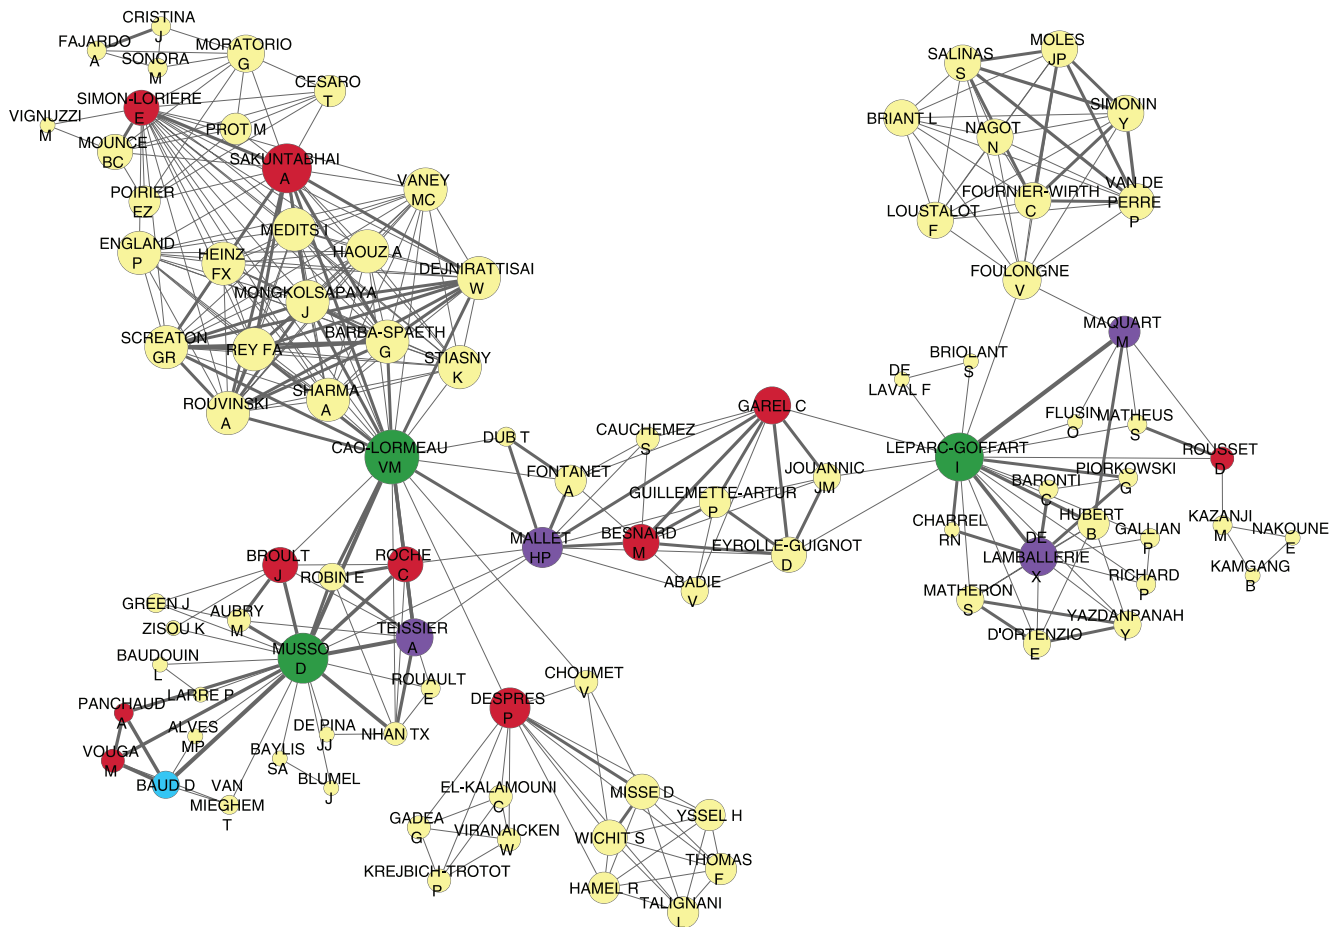 CRISTINA
J
FAJARDO
A
SONORA
M
MORATORIO
G
CESARO
T
SIMON-LORIERE
E
VIGNUZZI
M
MOUNCE
BC
PROT M
SAKUNTABHAI
A
POIRIER
EZ
VANEY
MC
ENGLAND
P
MEDITS I
HEINZ
FX
HAOUZ A
DEJNIRATTISAI
W
MONGKOLSAPAYA
J
SCREATON
GR
REY FA
BARBA-SPAETH
G
STIASNY
K
SHARMA
A
ROUVINSKI
A
CAO-LORMEAU
VM
SALINAS
S
MOLES
JP
BRIANT L
NAGOT
N
SIMONIN
Y
LOUSTALOT
F
FOURNIER-WIRTH
C
VAN DE
PERRE
P
FOULONGNE
V
MAQUART
M
BRIOLANT
S
DE
LAVAL F
FLUSIN
O
MATHEUS
S
ROUSSET
D
LEPARC-GOFFART
I
PIORKOWSKI
G
BARONTI
C
HUBERT
B
GALLIAN
P
CHARREL
RN
DE
LAMBALLERIE
X
RICHARD
P
KAZANJI
M
NAKOUNE
E
KAMGANG
B
MATHERON
S
YAZDANPANAH
Y
D'ORTENZIO
E
GAREL C
DUB T
CAUCHEMEZ
S
FONTANET
A
JOUANNIC
JM
GUILLEMETTE-ARTUR
P
MALLET
HP
BESNARD
M
EYROLLE-GUIGNOT
D
ABADIE
V
BROULT
J
ROCHE
C
ROBIN E
GREEN J
AUBRY
M
ZISOU K
TEISSIER
A
MUSSO
D
BAUDOUIN
L
LARRE P
ROUAULT
E
PANCHAUD
A
ALVES
MP
DE PINA
JJ
NHAN TX
VOUGA
M
BAYLIS
SA
BLUMEL
J
BAUD D
VAN
MIEGHEM
T
CHOUMET
V
DESPRES
P
EL-KALAMOUNI
C
GADEA
G
VIRANAICKEN
W
KREJBICH-TROTOT
P
MISSE D
YSSEL H
WICHIT S
THOMAS
F
HAMEL R
TALIGNANI
L